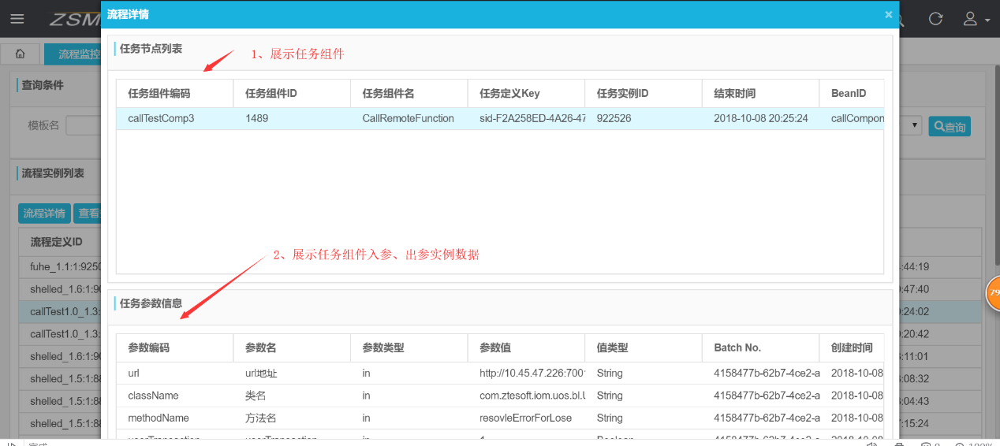 ZSM
流程详情
×
流程监控
任务节点列表
1、展示任务组件
查询条件
任务组件编码 任务组件ID 任务组件名 任务定义Key 任务实例ID 结束时间 BeanID
callTestComp3 1489 CallRemoteFunction sid-F2A258ED-4A26-47 922526 2018-10-08 20:25:24 callCompon
模板名
查询
流程实例列表
流程详情 查看
流程定义ID
2、展示任务组件入参、出参实例数据
fuhe_1.1:1:9250 :44:19
shelled_1.6:1:90 :47:40
任务参数信息
callTest1.0_1.3: :24:02
callTest1.0_1.3: :20:42
参数编码 参数名 参数类型 参数值 值类型 Batch No. 创建时间
shelled_1.6:1:90 :11:01
url url地址 in http://10.45.47.226:700 String 4158477b-62b7-4ce2-a 2018-10-08
shelled_1.5:1:88 :08:32
className 类名 in com.ztesoft.iom.uos.bl.U String 4158477b-62b7-4ce2-a 2018-10-08
shelled_1.5:1:88 :04:43
methodName 方法名 in resovleErrorForLose String 4158477b-62b7-4ce2-a 2018-10-08
shelled_1.5:1:88 :15:24
79